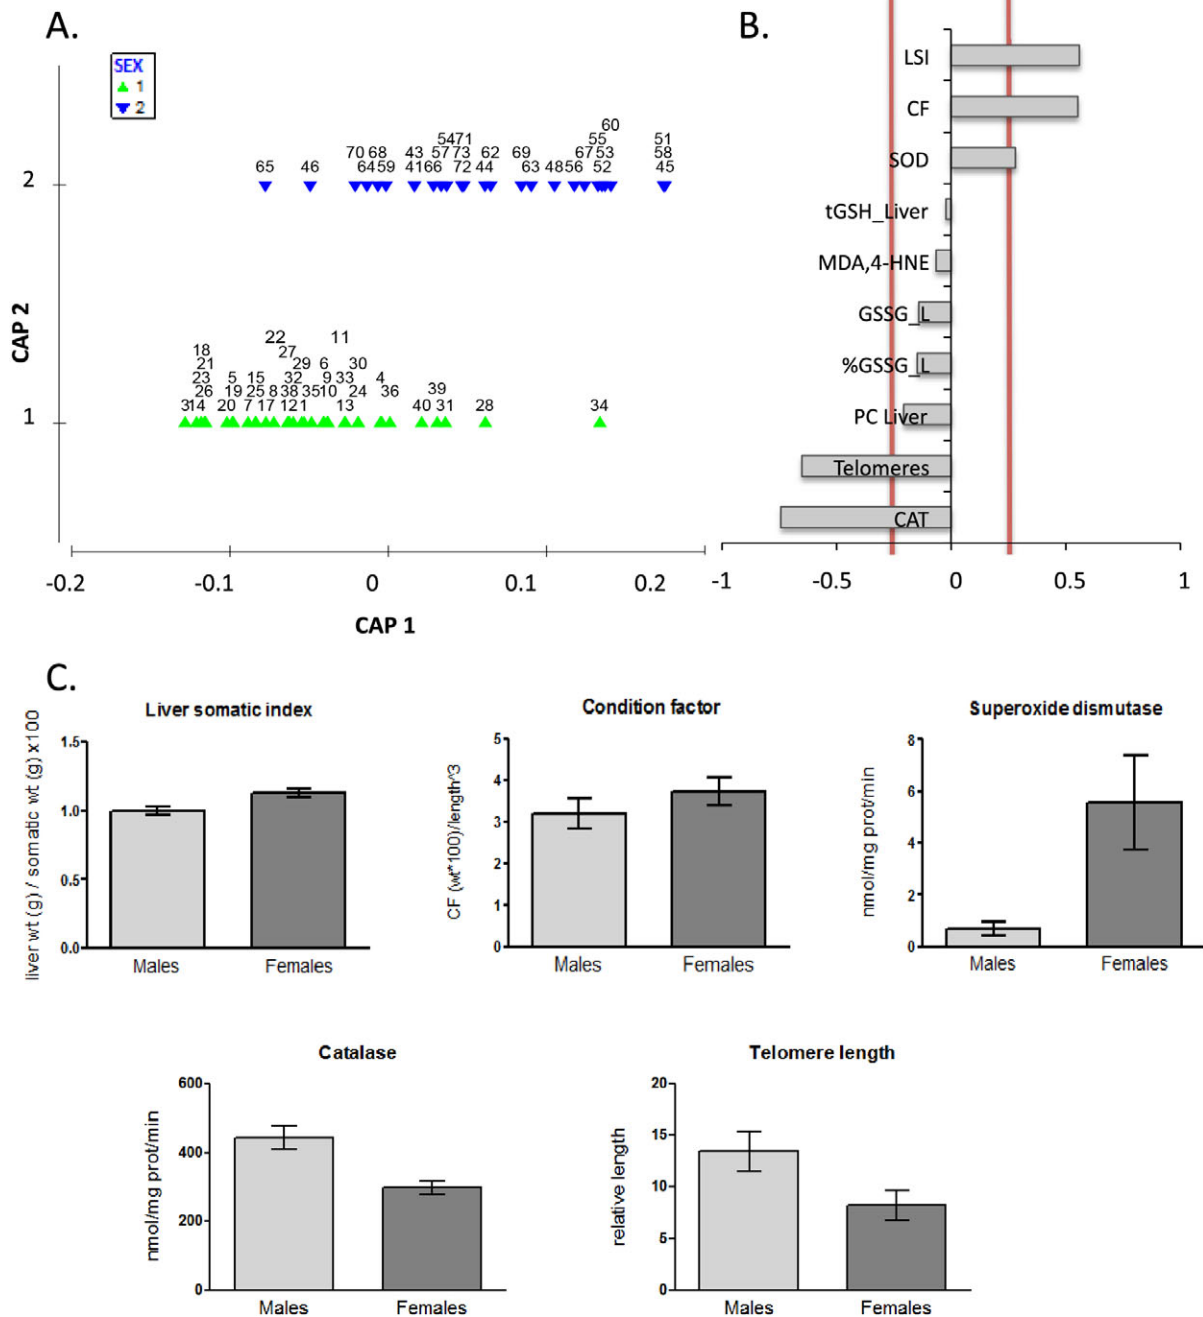 A.
SEX
1
2
60
54 71 55 51
70 68 43 57 73 62 69 67 53 58
65 46 64 59 41 66 72 44 63 48 56 52 45
2
CAP 2
22 11
18 27
21 29 6 30
23 5 15 32 9 33 4
26 19 25 8 38 35 10 24 36 39
3 14 20 7 17 12 1 13 40 31 28 34
1
-0.2 -0.1 0 0.1 0.2
CAP 1
B.
LSI
CF
SOD
tGSH_Liver
MDA,4-HNE
GSSG_L
%GSSG_L
PC Liver
Telomeres
CAT
-1 -0.5 0 0.5 1
C.
Liver somatic index
liver wt (g) / somatic wt (g) x100
1.5
1.0
0.5
0.0
Males Females
Condition factor
CF (wt*100)/length^3
5
4
3
2
1
0
Males Females
Superoxide dismutase
nmol/mg prot/min
8
6
4
2
0
Males Females
Catalase
nmol/mg prot/min
600
400
200
0
Males Females
Telomere length
relative length
20
15
10
5
0
Males Females